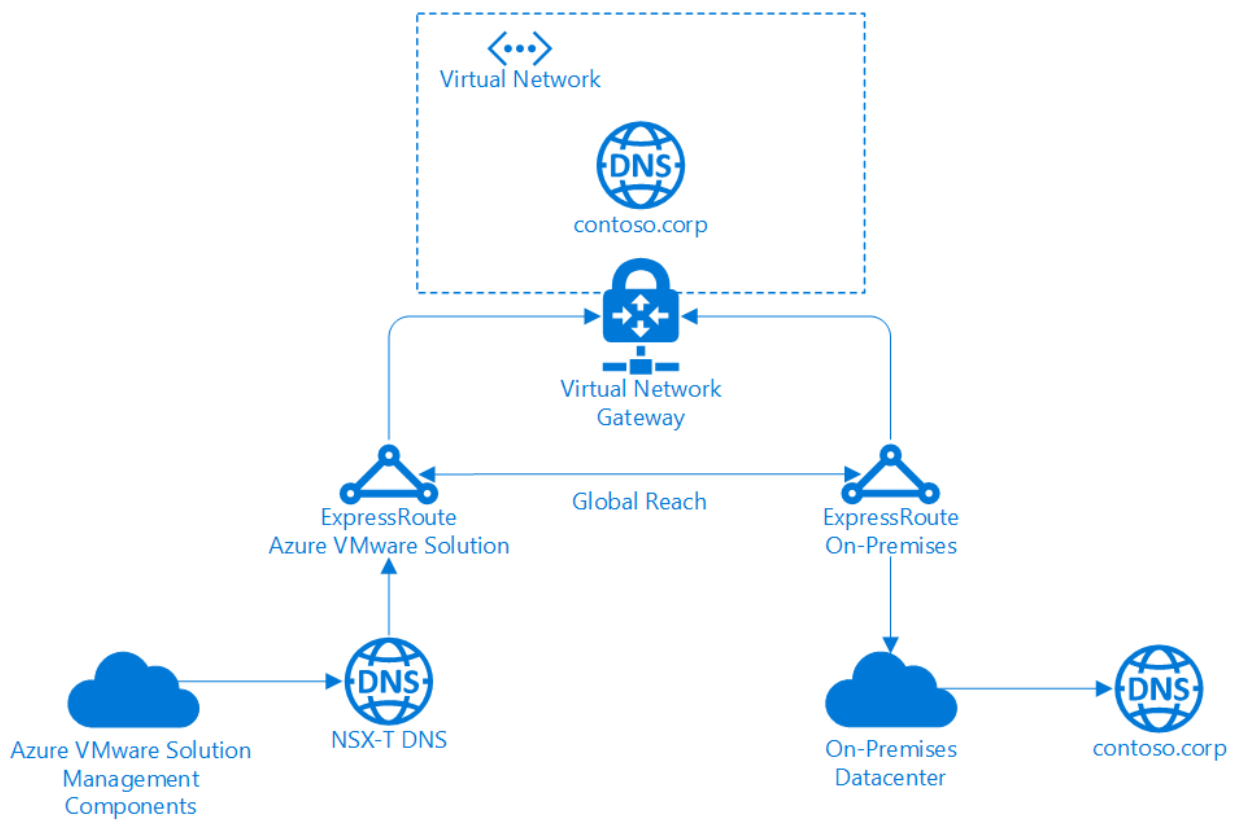 Virtual Network
DNS
contoso.corp
Virtual Network
Gateway
Global Reach
ExpressRoute
Azure VMware Solution
ExpressRoute
On-Premises
DNS
NSX-T DNS
Azure VMware Solution
Management
Components
On-Premises
Datacenter
DNS
contoso.corp